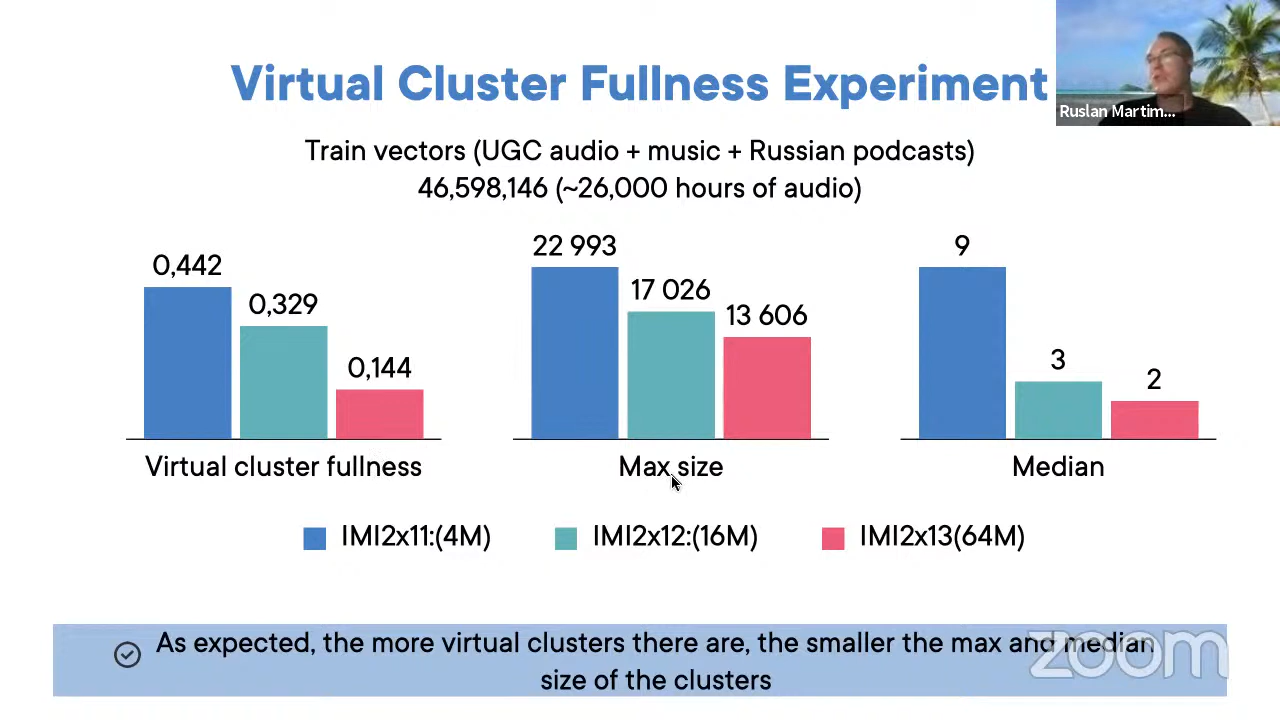 Virtual Cluster Fullness Experiment
Ruslan Martim...
Train vectors (UGC audio + music + Russian podcasts)
46,598,146 (~26,000 hours of audio)
0,442
0,329
0,144
Virtual cluster fullness
22 993
17 026
13 606
Max size
9
3
2
Median
IMI2x11:(4M)
IMI2x12:(16M)
IMI2x13(64M)
As expected, the more virtual clusters there are, the smaller the max and median
size of the clusters
zoom